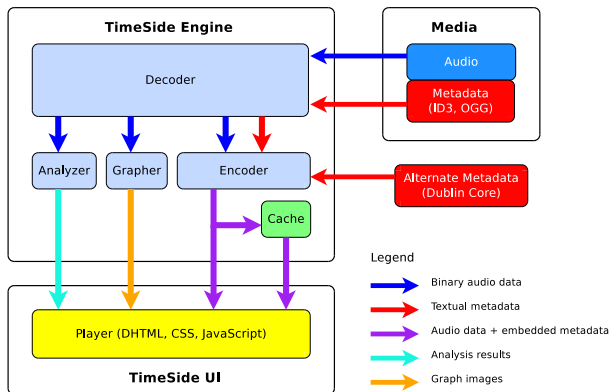 TimeSide Engine
Media
Decoder
Audio
Metadata
(ID3, OGG)
Analyzer
Grapher
Encoder
Alternate Metadata
(Dublin Core)
Cache
Legend
Binary audio data
Textual metadata
Audio data + embedded metadata
Analysis results
Graph images
Player (DHTML, CSS, JavaScript)
TimeSide UI